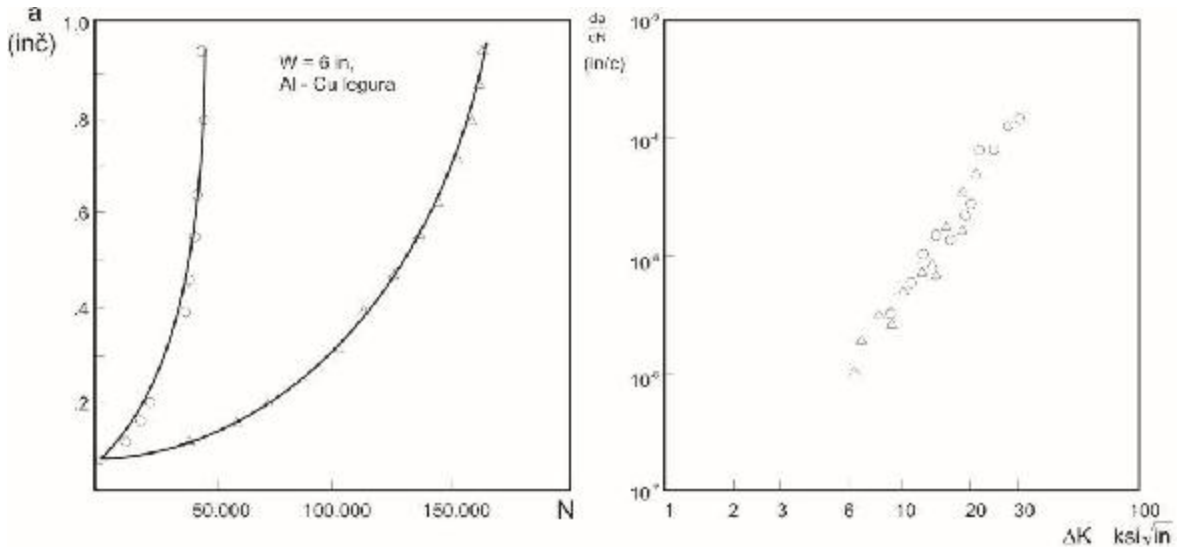 a
(inč)
1.0
.8
.6
.4
.2
W = 6 in,
Al - Cu legura
50.000 100.000 150.000 N
da
dN
(in/c)
10-3
10-4
10-5
10-6
10-7
1 2 3 6 10 20 30 100
ΔK ksi√in